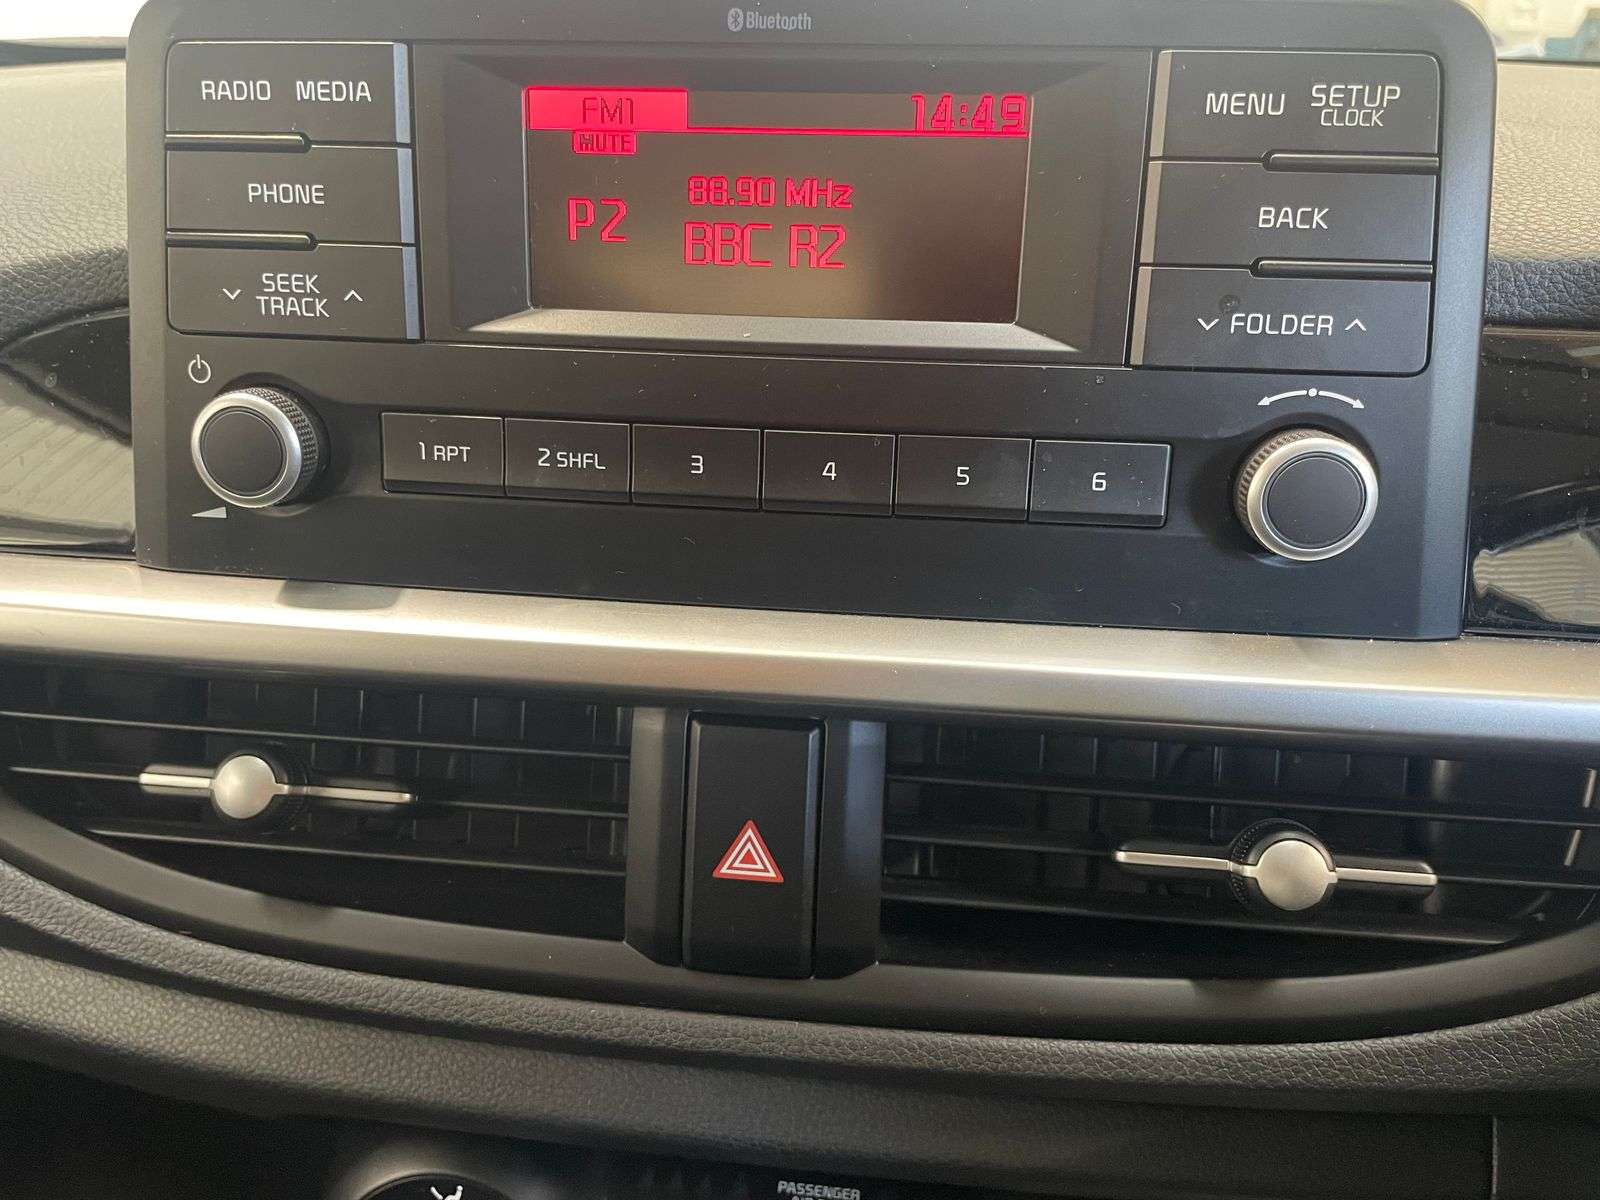 Bluetooth
RADIO MEDIA
PHONE
SEEK
TRACK
FM1
14:49
MUTE
88.90 MHz
P2
BBC R2
MENU
SETUP
CLOCK
BACK
FOLDER
1 RPT
2 SHFL
3
4
5
6
PASSENGER